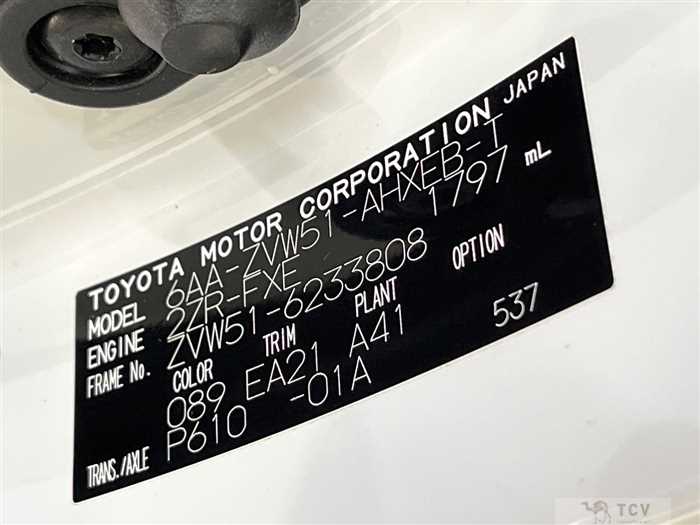 TOYOTA MOTOR CORPORATION JAPAN
MODEL 6AA-ZVW51-AHXEB-T
ENGINE 2ZR-FXE 1797 mL
FRAME No. ZVW51-6233808
COLOR TRIM PLANT OPTION
089 EA21 A41 537
TRANS./AXLE P610 -01A
TCV